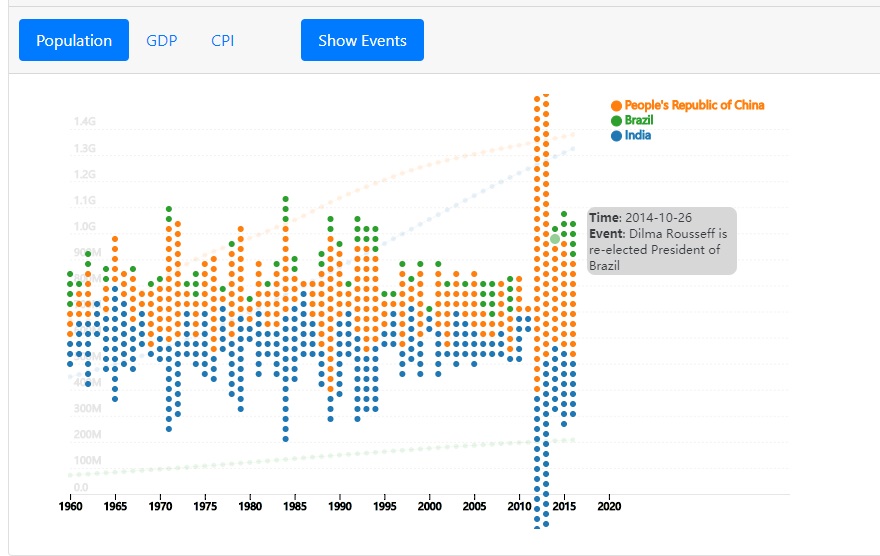 Population
GDP
CPI
Show Events
People's Republic of China
Brazil
India
1.4G
1.3G
1.2G
1.1G
1.0G
Time: 2014-10-26
Event: Dilma Rousseff is
re-elected President of
Brazil
300M
200M
100M
0.0
1960
1965
1970
1975
1980
1985
1990
1995
2000
2005
2010
2015
2020